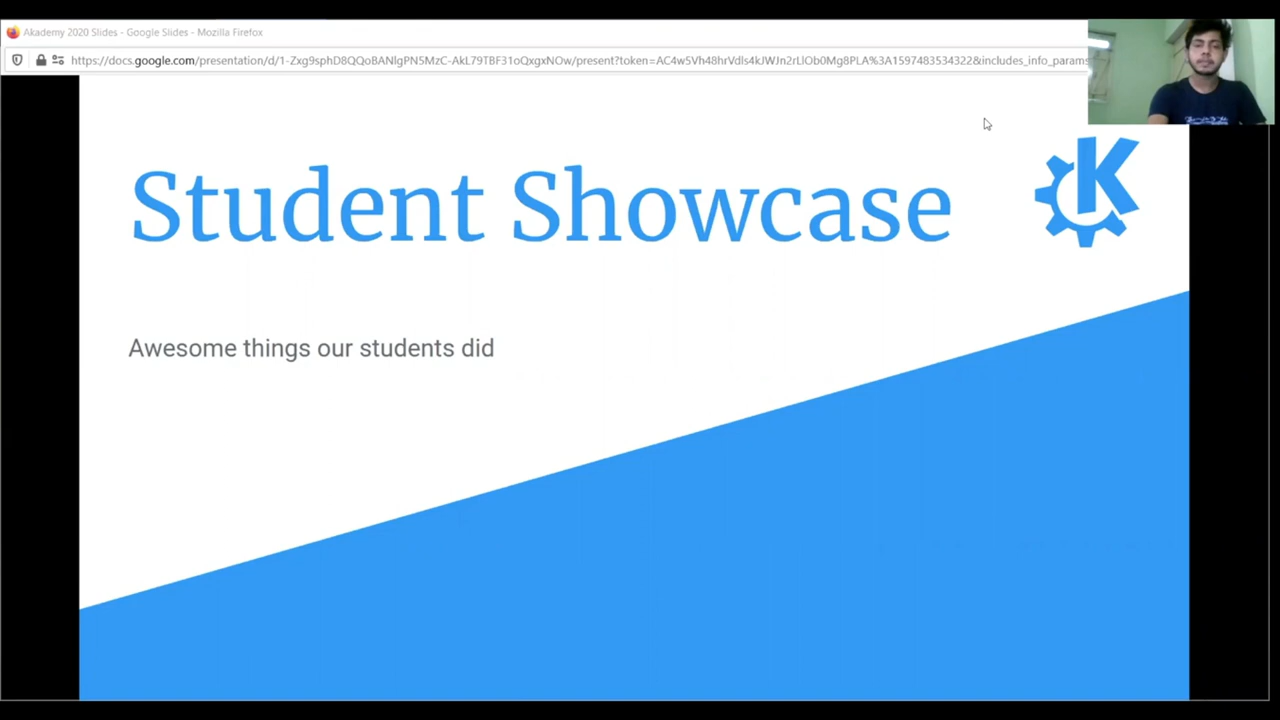 Akademy 2020 Slides - Google Slides - Mozilla Firefox
https://docs.google.com/presentation/d/1-Zxg9sphD8QQoBANlgPN5MzC-AkL79TBF31oQxgxNOw/present?token=AC4w5Vh48hrVdls4kJWJn2rLlOb0Mg8PLA%3A1597483534322&includes_info_params
Student Showcase
K
Awesome things our students did